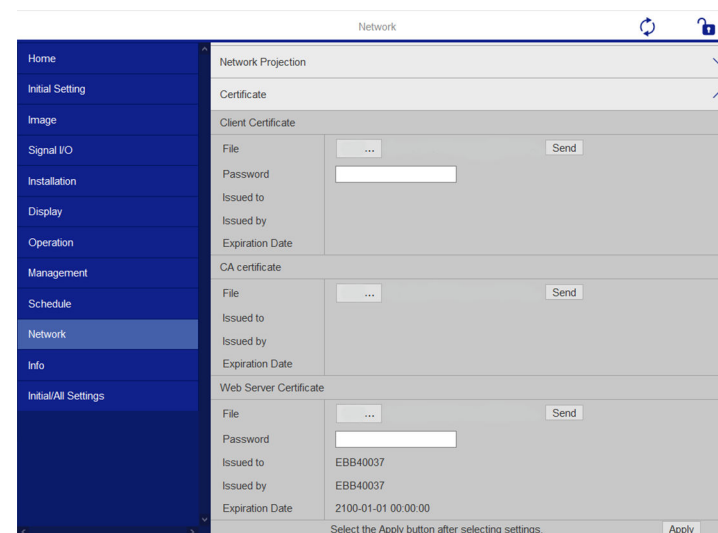 Network
Home
Initial Setting
Image
Signal I/O
Installation
Display
Operation
Management
Schedule
Network
Info
Initial/All Settings
Network Projection
Certificate
Client Certificate
File ... Send
Password
Issued to
Issued by
Expiration Date
CA certificate
File ... Send
Issued to
Issued by
Expiration Date
Web Server Certificate
File ... Send
Password
Issued to EBB40037
Issued by EBB40037
Expiration Date 2100-01-01 00:00:00
Select the Apply button after selecting settings. Apply